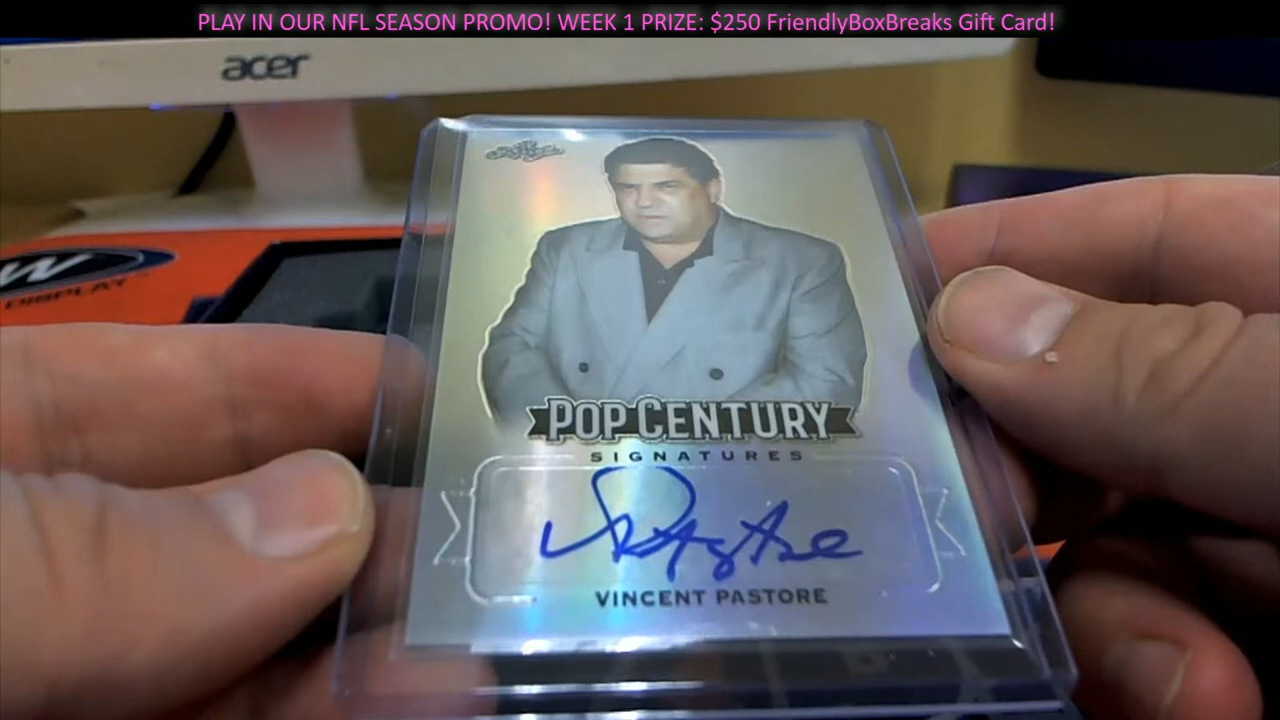 PLAY IN OUR NFL SEASON PROMO! WEEK 1 PRIZE: $250 FriendlyBoxBreaks Gift Card!
acer
W
DISPLAY
POP CENTURY
SIGNATURES
VINCENT PASTORE